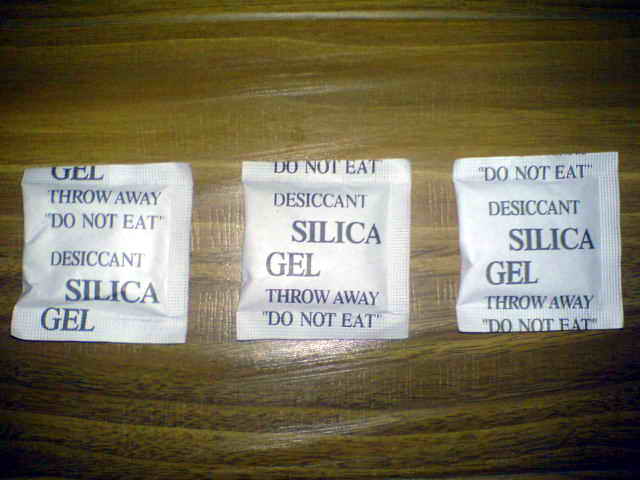 GEL
THROW AWAY
"DO NOT EAT"
DESICCANT
SILICA
GEL
DO NOT EAT
DESICCANT
SILICA
GEL
THROW AWAY
"DO NOT EAT"
"DO NOT EAT"
DESICCANT
SILICA
GEL
THROW AWAY
"DO NOT EAT"